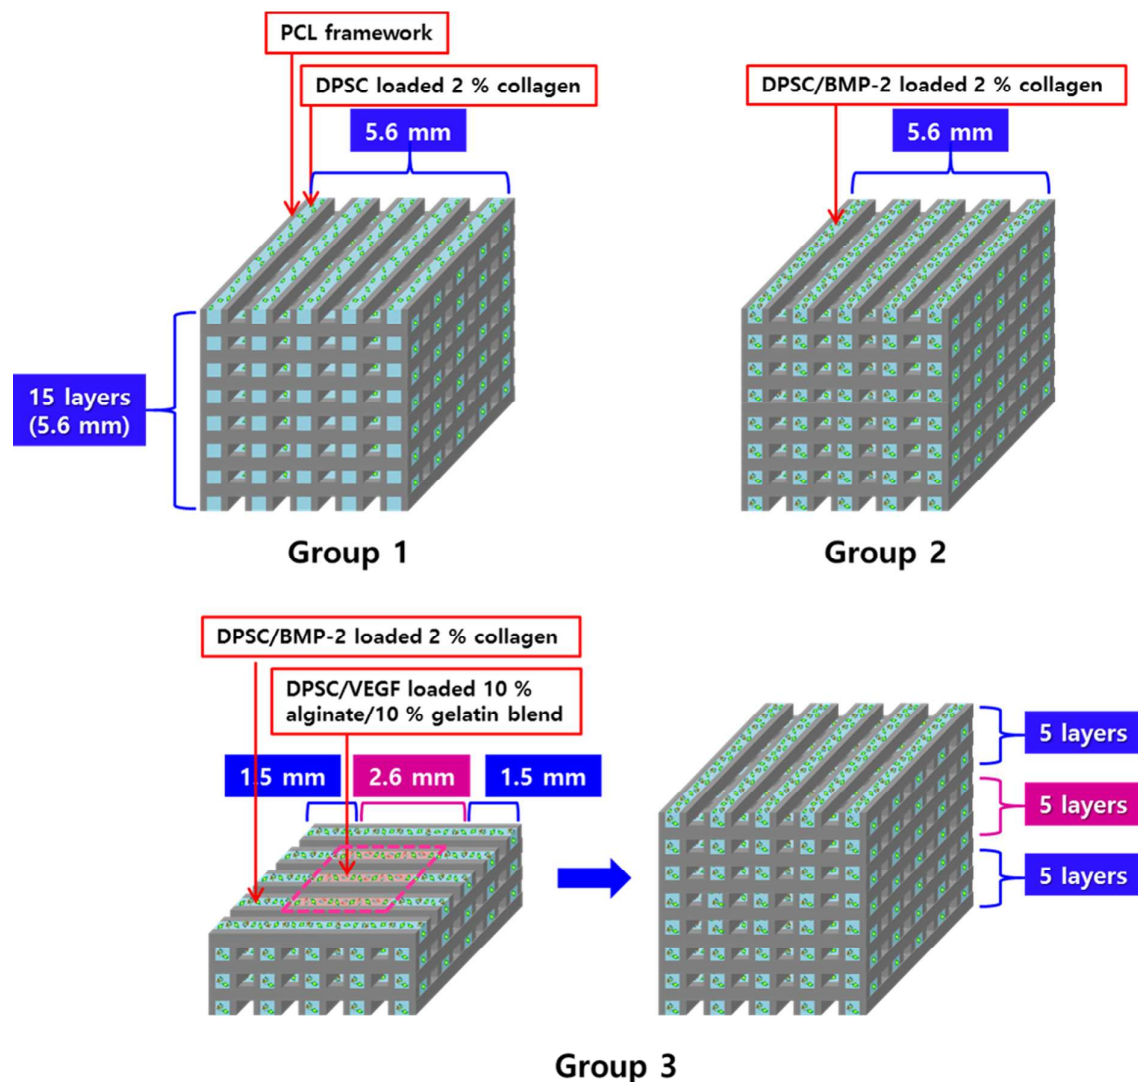 PCL framework
DPSC loaded 2 % collagen
5.6 mm
15 layers
(5.6 mm)
Group 1
DPSC/BMP-2 loaded 2 % collagen
5.6 mm
Group 2
DPSC/BMP-2 loaded 2 % collagen
DPSC/VEGF loaded 10 %
alginate/10 % gelatin blend
1.5 mm
2.6 mm
1.5 mm
5 layers
5 layers
5 layers
Group 3